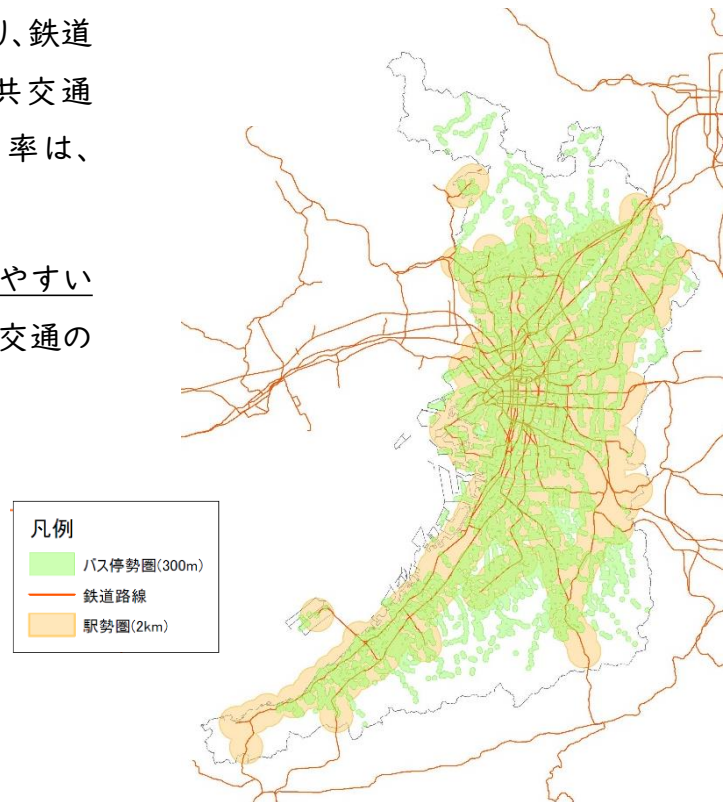 り、鉄道
共交通
率は、
やすい
交通の
凡例
バス停勢圏(300m)
鉄道路線
駅勢圏(2km)